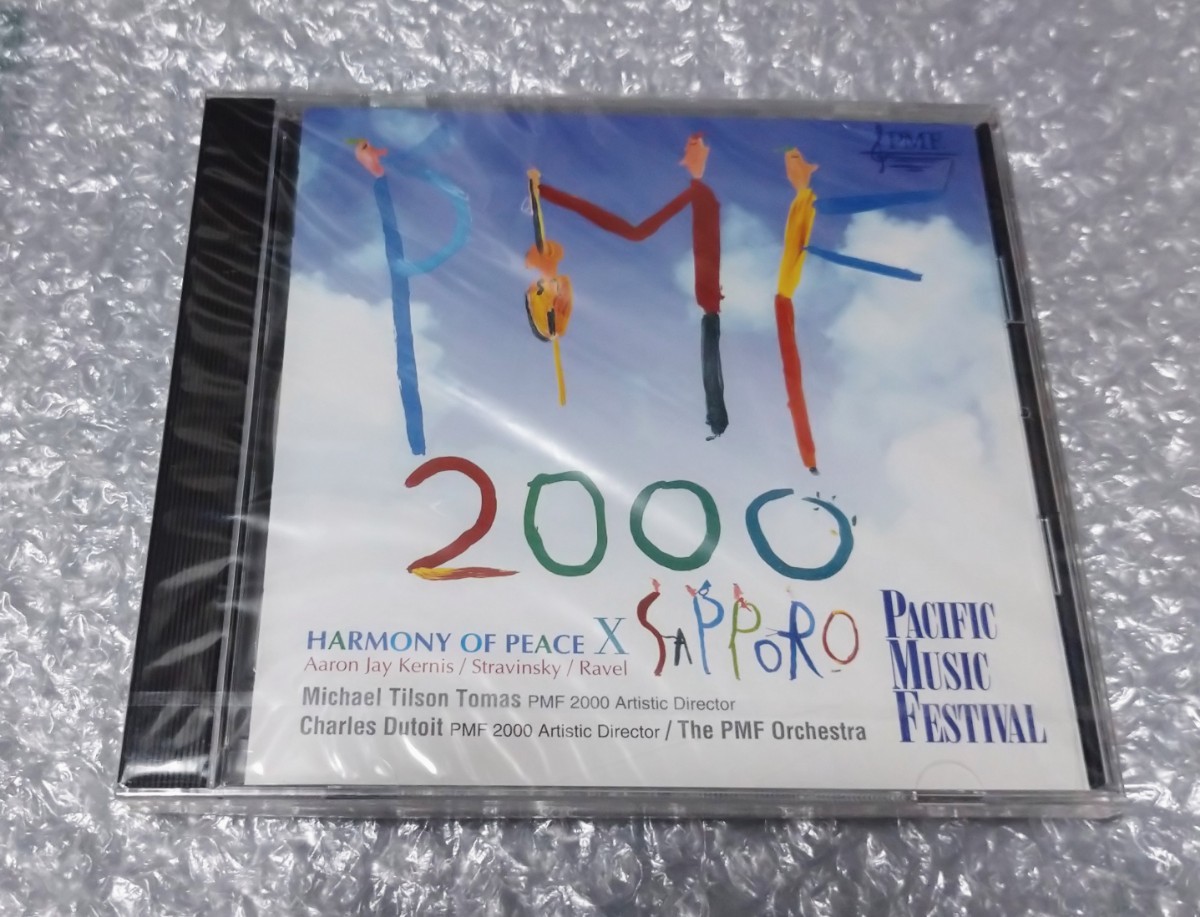 PMF
PMF
2000
SAPPORO
HARMONY OF PEACE X
Aaron Jay Kernis / Stravinsky / Ravel
Michael Tilson Tomas PMF 2000 Artistic Director
Charles Dutoit PMF 2000 Artistic Director / The PMF Orchestra
PACIFIC
MUSIC
FESTIVAL